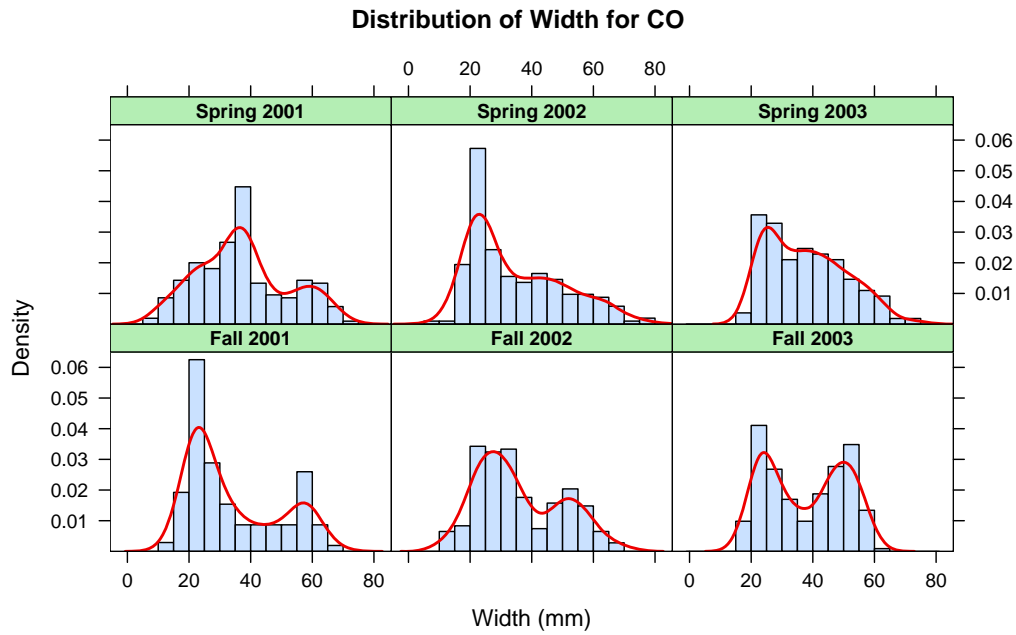 Distribution of Width for CO
0 20 40 60 80
Spring 2001 Spring 2002 Spring 2003
0.06
0.05
0.04
0.03
0.02
0.01
Density
Fall 2001 Fall 2002 Fall 2003
0.06
0.05
0.04
0.03
0.02
0.01
0 20 40 60 80 0 20 40 60 80
Width (mm)